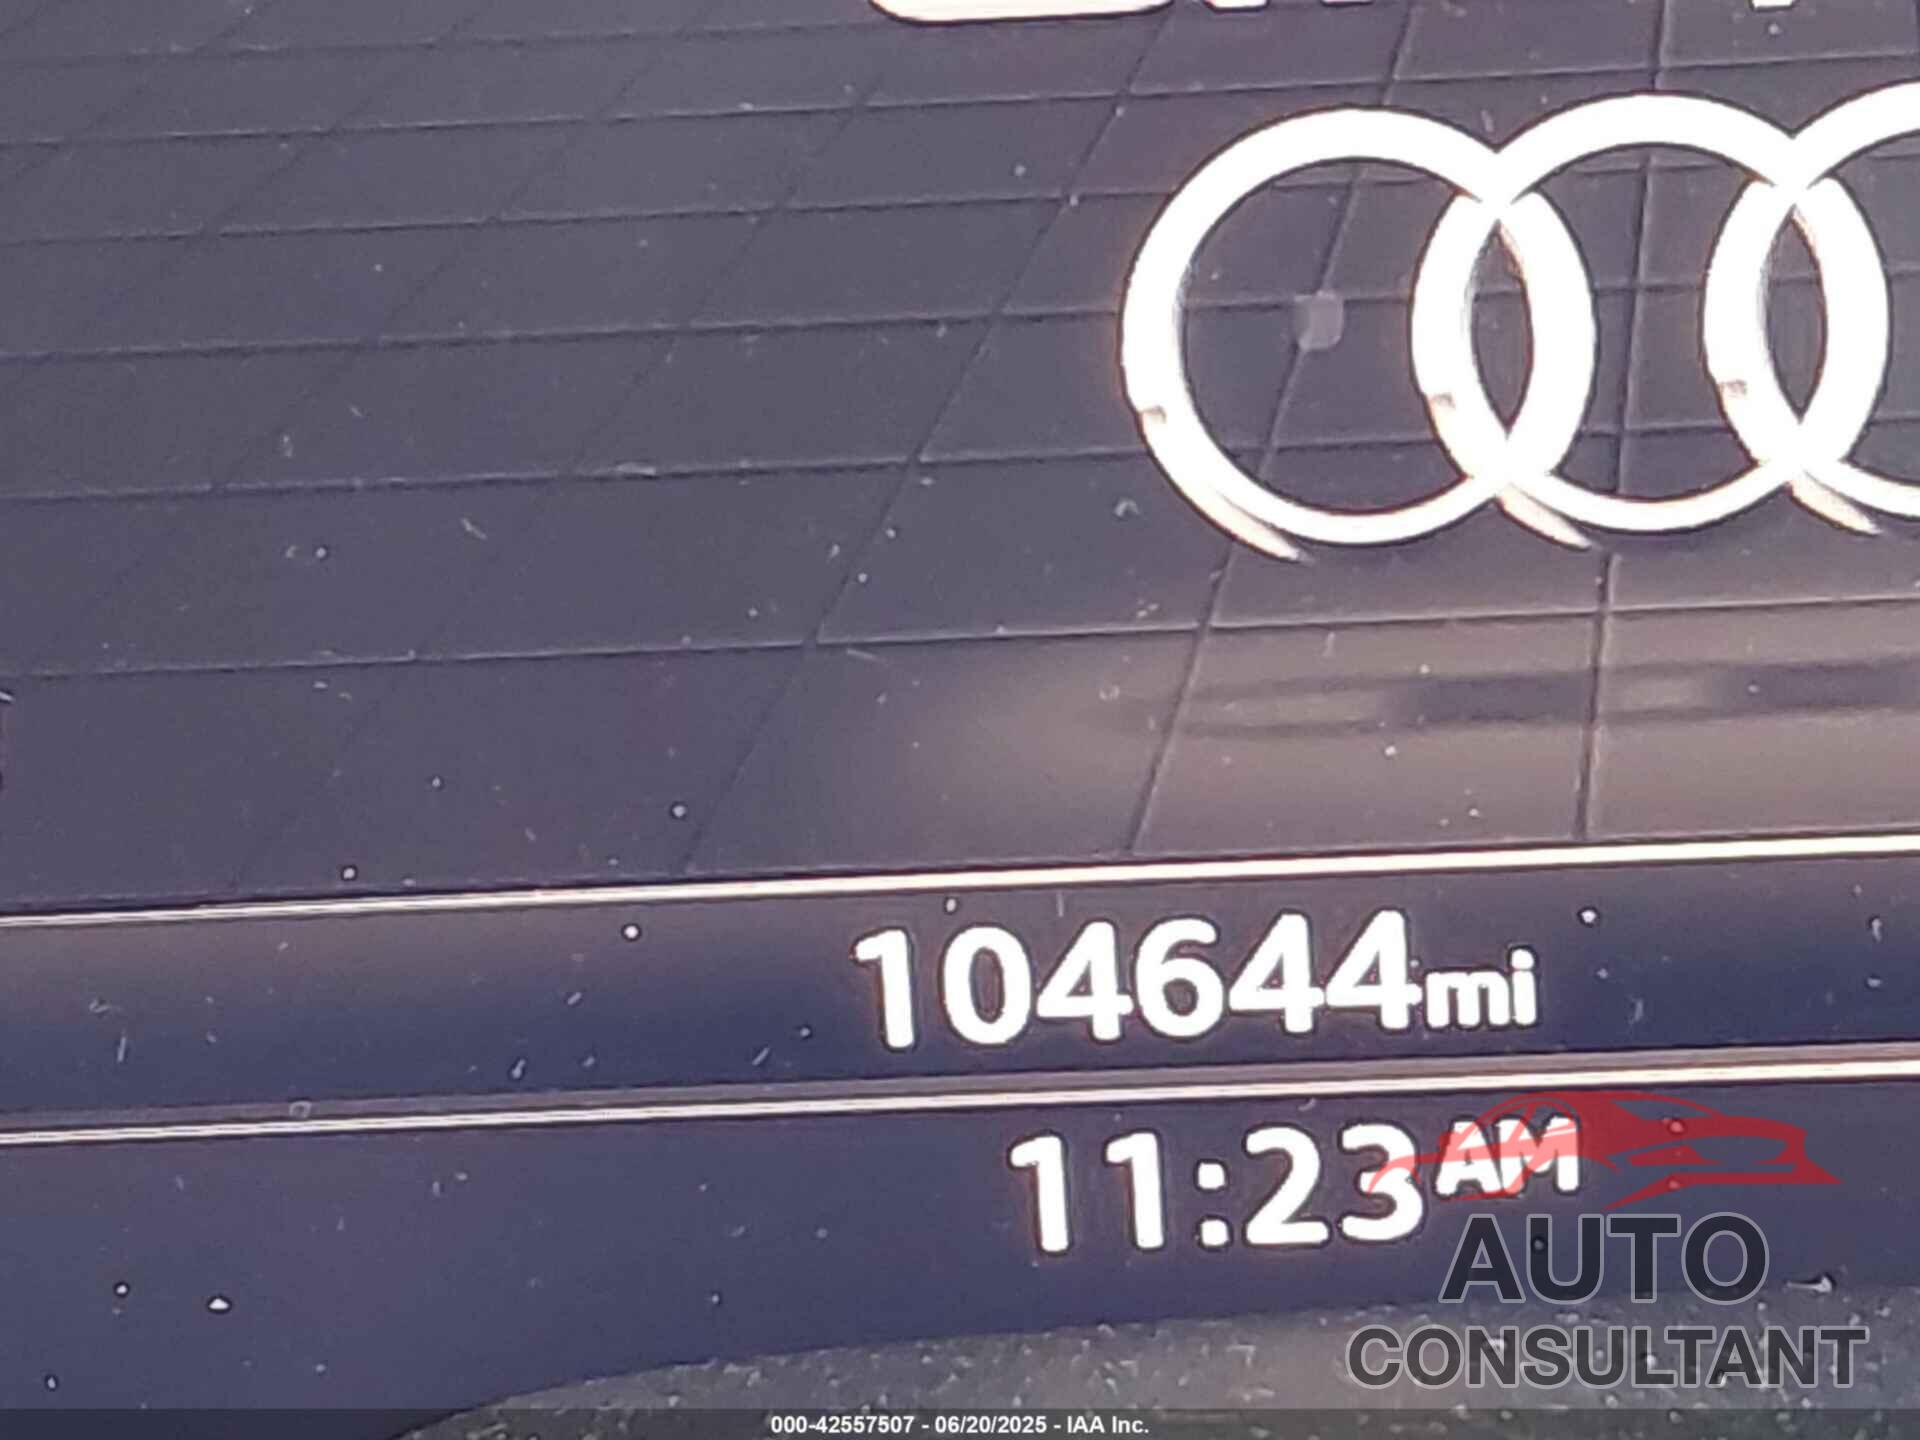 104644mi
11:23AM
AUTO
CONSULTANT
000-42557507 - 06/20/2025 - IAA Inc.